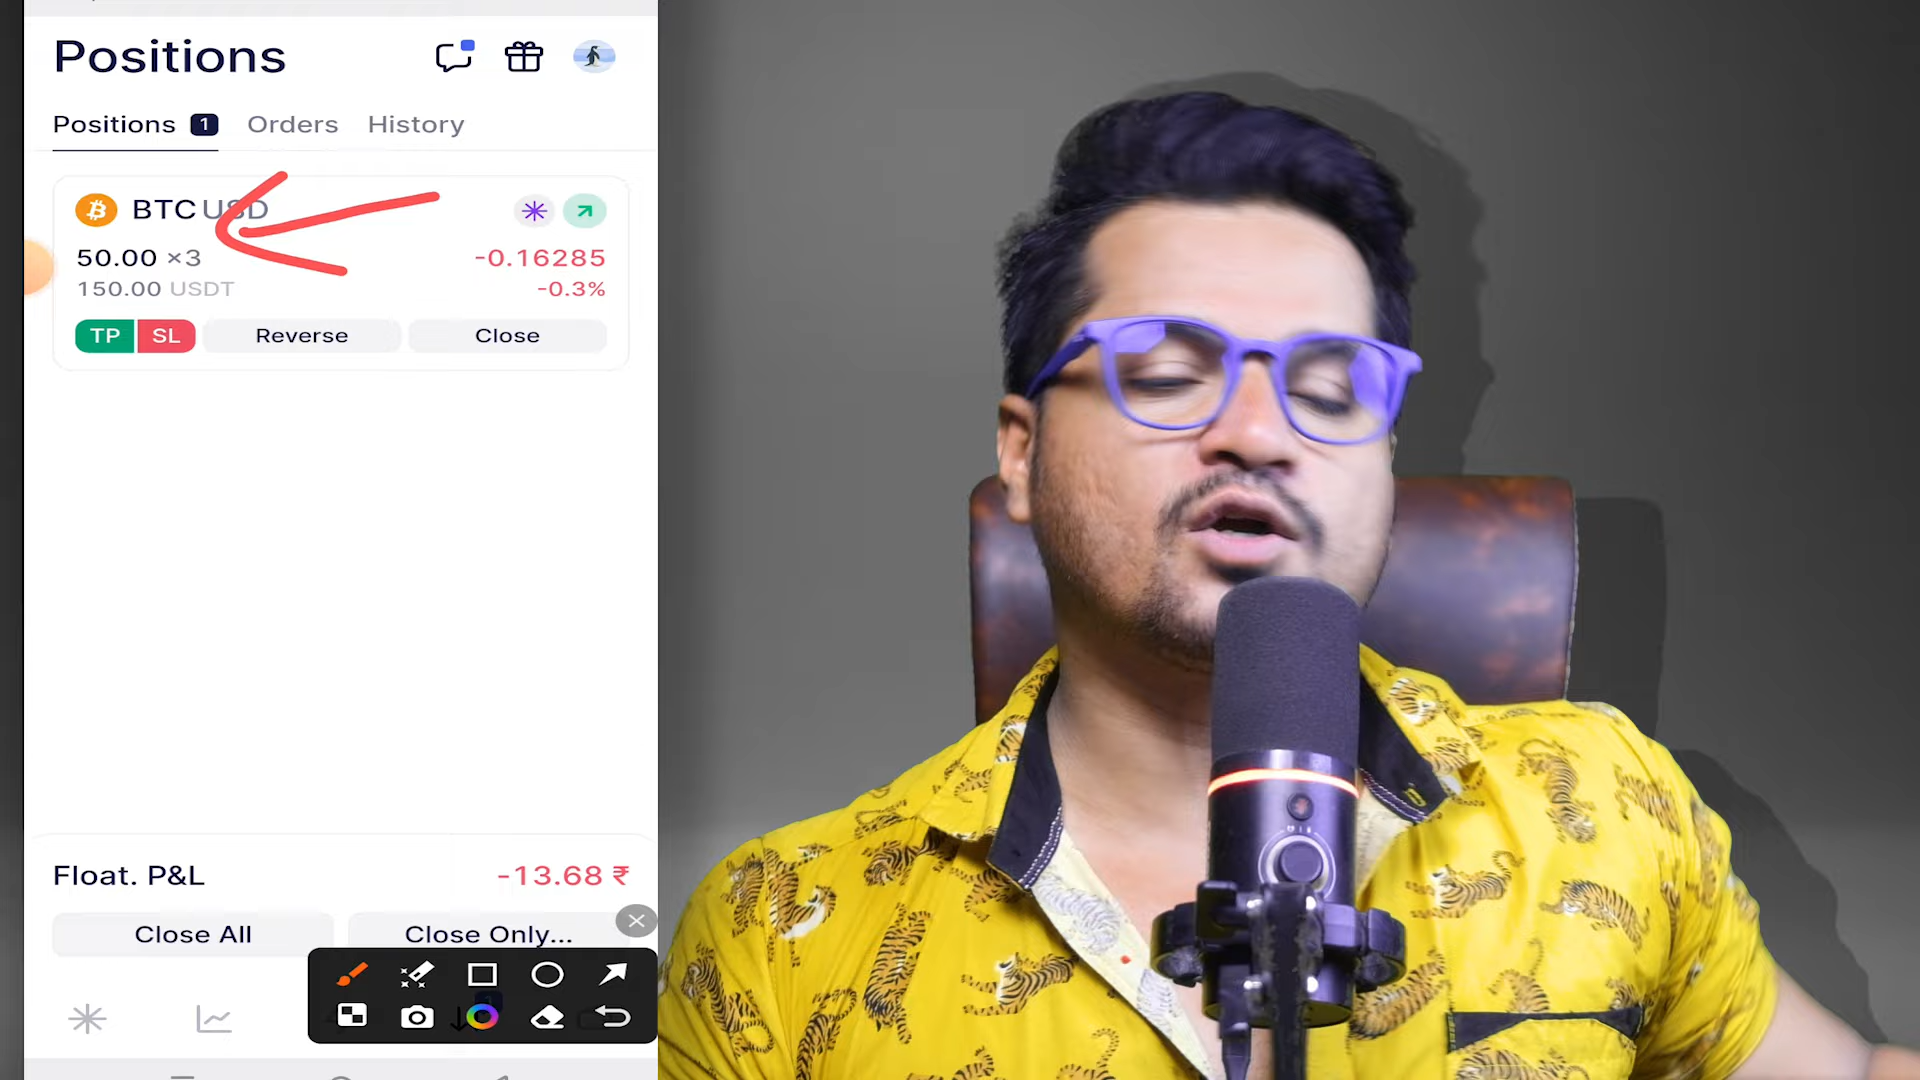 Positions
Positions 1 Orders History
BTCUSD
50.00 ×3 -0.16285
150.00 USDT -0.3%
TP SL Reverse Close
Float. P&L -13.68 ₹
Close All Close Only...